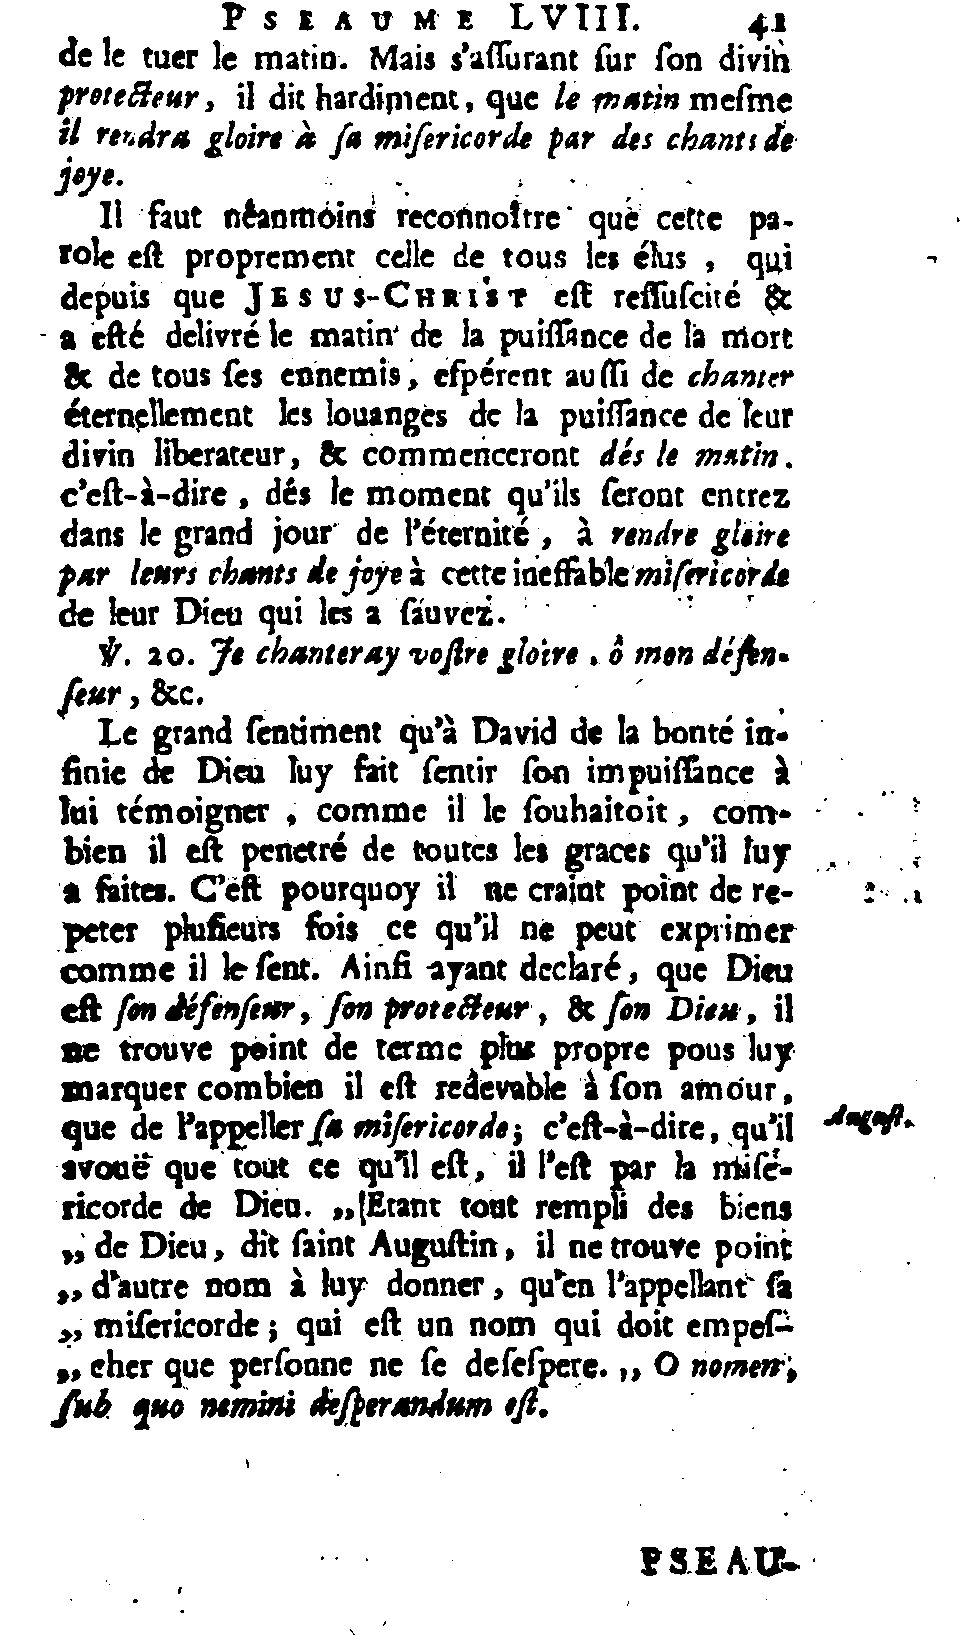 PSEAUME LVIII. 41
de le tuer le matin. Mais s'aſſurant ſur ſon divin
protecteur, il dit hardiment, que le matin meſme
il rendra gloire à ſa miſericorde par des chants de
joye.
Il faut néanmoins reconnoître que cette pa-
role eſt proprement celle de tous les élus, qui
depuis que JESUS-CHRIST eſt reſſuſcité &
a eſté delivré le matin de la puiſſance de la mort
& de tous ſes ennemis, eſpérent auſſi de chanter
éternellement les louanges de la puiſſance de leur
divin liberateur, & commenceront dés le matin.
c'eſt-à-dire, dés le moment qu'ils ſeront entrez
dans le grand jour de l'éternité, à rendre gloire
par leurs chants de joye à cette ineffable miſericorde
de leur Dieu qui les a ſauvez.
℣. 20. Je chanteray voſtre gloire, ô mon défen-
ſeur, &c.
Le grand ſentiment qu'à David de la bonté in-
finie de Dieu luy fait ſentir ſon impuiſſance à
lui témoigner, comme il le ſouhaitoit, com-
bien il eſt penetré de toutes les graces qu'il luy
a faites. C'eſt pourquoy il ne craint point de re-
peter pluſieurs fois ce qu'il ne peut exprimer
comme il le ſent. Ainſi ayant declaré, que Dieu
eſt ſon défenſeur, ſon protecteur, & ſon Dieu, il
ne trouve point de terme plus propre pous luy
marquer combien il eſt redevable à ſon amour,
que de l'appeller ſa miſericorde; c'eſt-à-dire, qu'il
avouë que tout ce qu'il eſt, il l'eſt par la miſé-
ricorde de Dieu. „Etant tout rempli des biens
„ de Dieu, dit ſaint Auguſtin, il ne trouve point
„ d'autre nom à luy donner, qu'en l'appellant ſa
„ miſericorde; qui eſt un nom qui doit empeſ-
„ cher que perſonne ne ſe deſeſpere. „ O nomen,
ſub quo nemini deſperandum eſt.
Auguſt.
PSEAU-